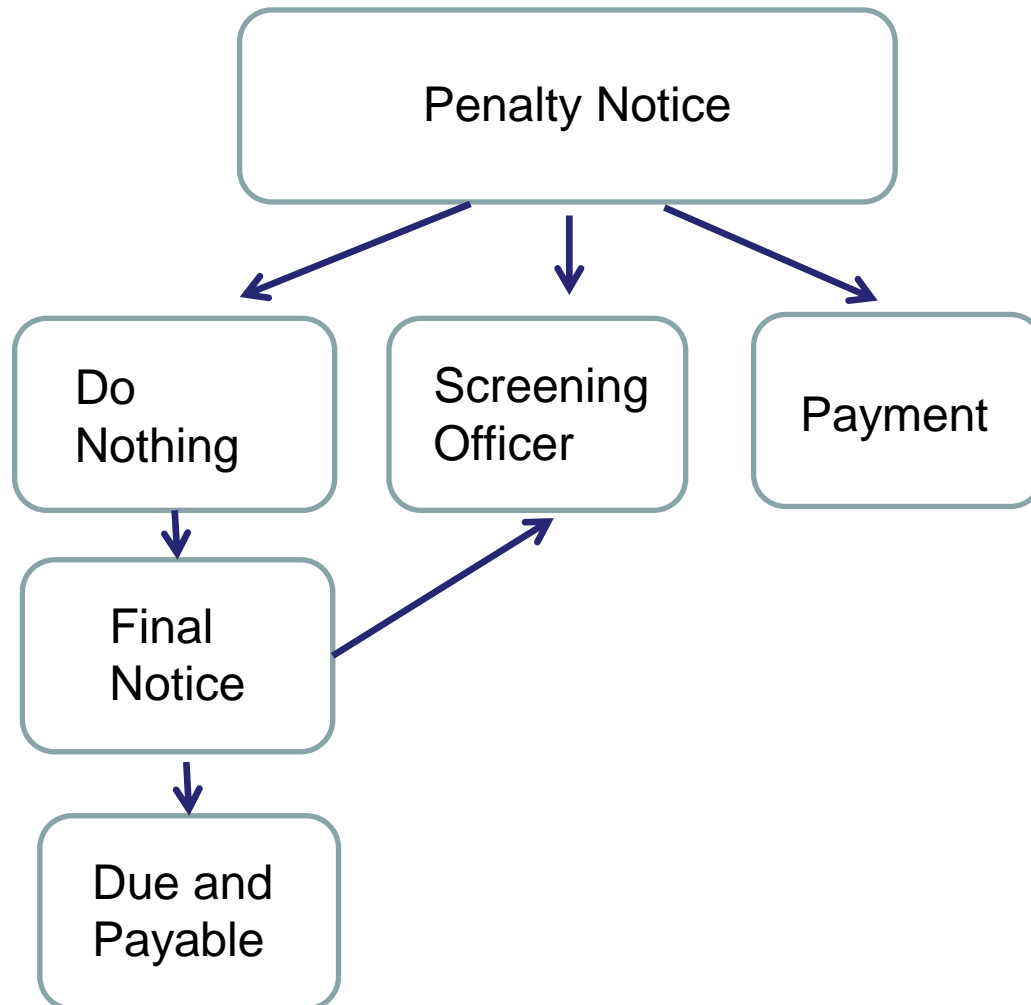 Penalty Notice
Do
Nothing
Screening
Officer
Payment
Final
Notice
Due and
Payable